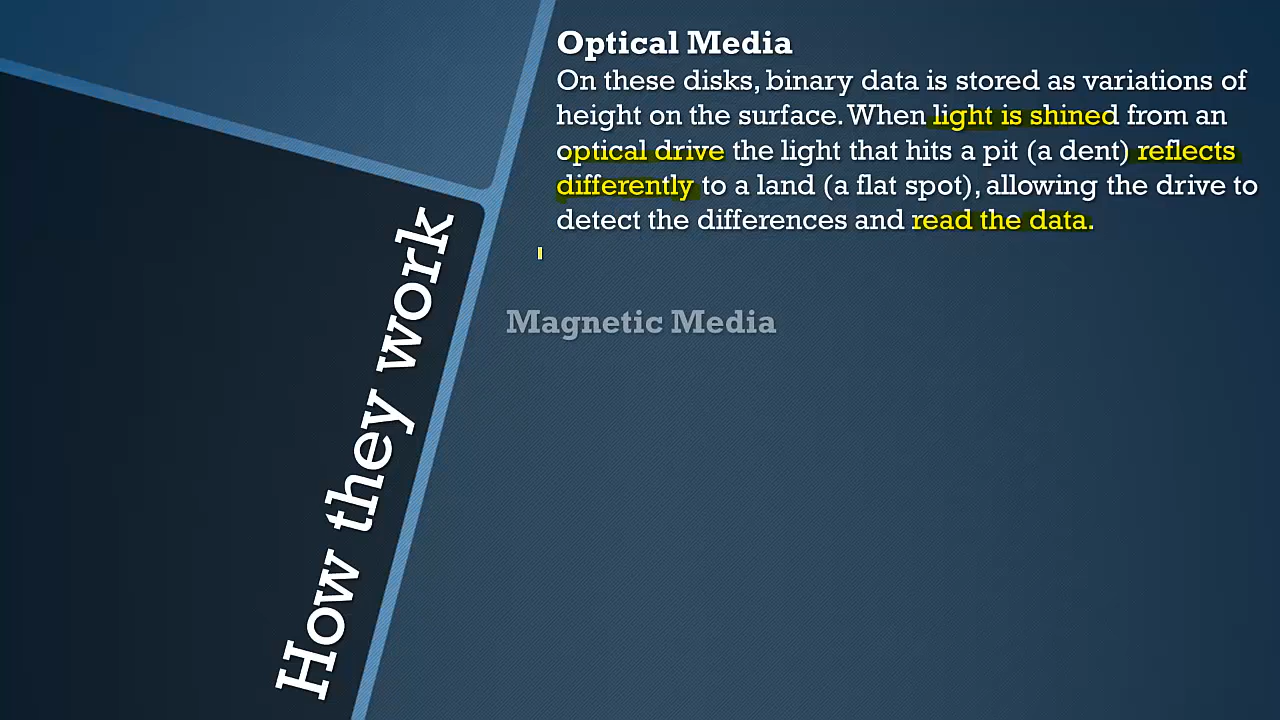 Optical Media
On these disks, binary data is stored as variations of
height on the surface. When light is shined from an
optical drive the light that hits a pit (a dent) reflects
differently to a land (a flat spot), allowing the drive to
detect the differences and read the data.
Magnetic Media
How they work